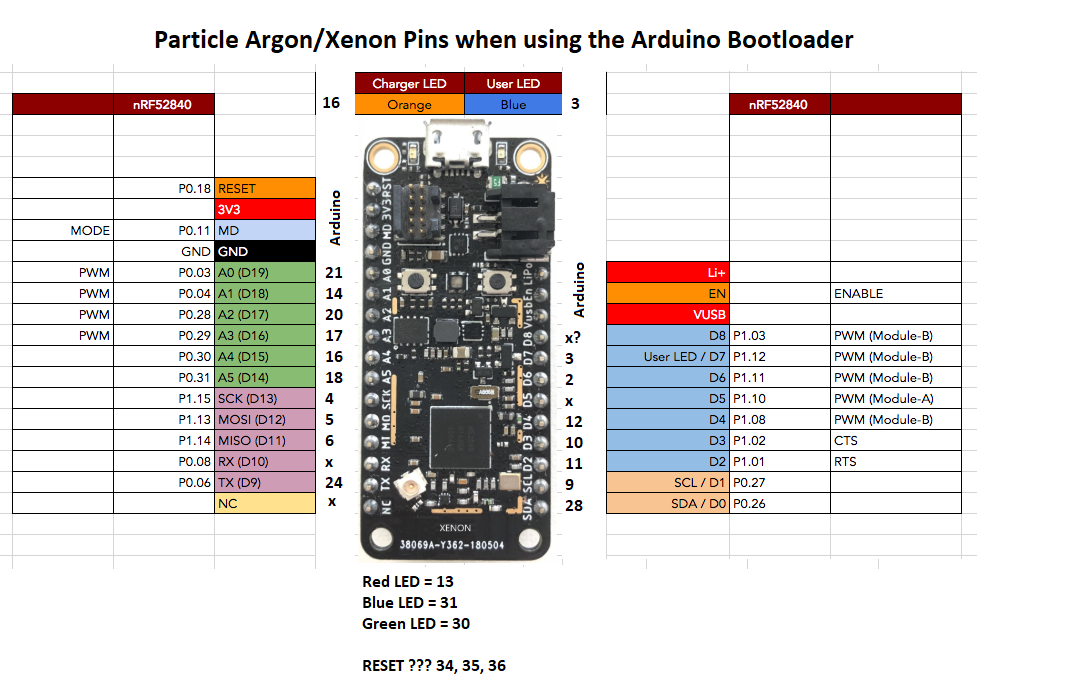 Particle Argon/Xenon Pins when using the Arduino Bootloader
Charger LED User LED
nRF52840 16 Orange Blue 3 nRF52840
P0.18 RESET
3V3
MODE P0.11 MD
GND GND
Arduino
PWM P0.03 A0 (D19) 21
PWM P0.04 A1 (D18) 14
PWM P0.28 A2 (D17) 20
PWM P0.29 A3 (D16) 17
P0.30 A4 (D15) 16
P0.31 A5 (D14) 18
P1.15 SCK (D13) 4
P1.13 MOSI (D12) 5
P1.14 MISO (D11) 6
P0.08 RX (D10) x
P0.06 TX (D9) 24
NC x
RST
3V3
MD
GND
A0
A1
A2
A3
A4
A5
SCK
MO
MI
RX
TX
NC
LiPo
En
Vusb
D8
D7
D6
D5
D4
D3
D2
SCL
SDA
XENON
38069A-Y362-180504
Arduino
Li+
EN ENABLE
VUSB
x? D8 P1.03 PWM (Module-B)
3 User LED / D7 P1.12 PWM (Module-B)
2 D6 P1.11 PWM (Module-B)
x D5 P1.10 PWM (Module-A)
12 D4 P1.08 PWM (Module-B)
10 D3 P1.02 CTS
11 D2 P1.01 RTS
9 SCL / D1 P0.27
28 SDA / D0 P0.26
Red LED = 13
Blue LED = 31
Green LED = 30
RESET ??? 34, 35, 36